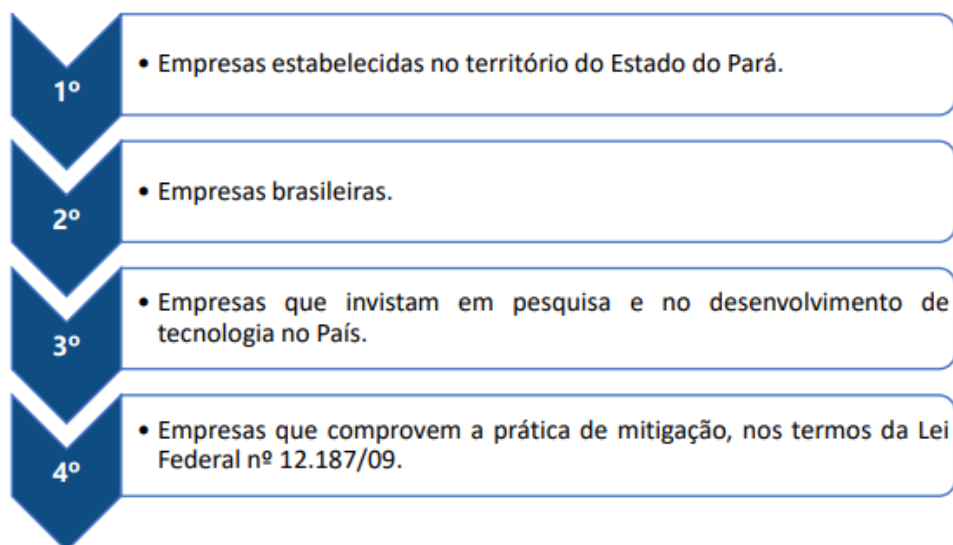 1º
• Empresas estabelecidas no território do Estado do Pará.
2º
• Empresas brasileiras.
3º
• Empresas que invistam em pesquisa e no desenvolvimento de
tecnologia no País.
4º
• Empresas que comprovem a prática de mitigação, nos termos da Lei
Federal nº 12.187/09.